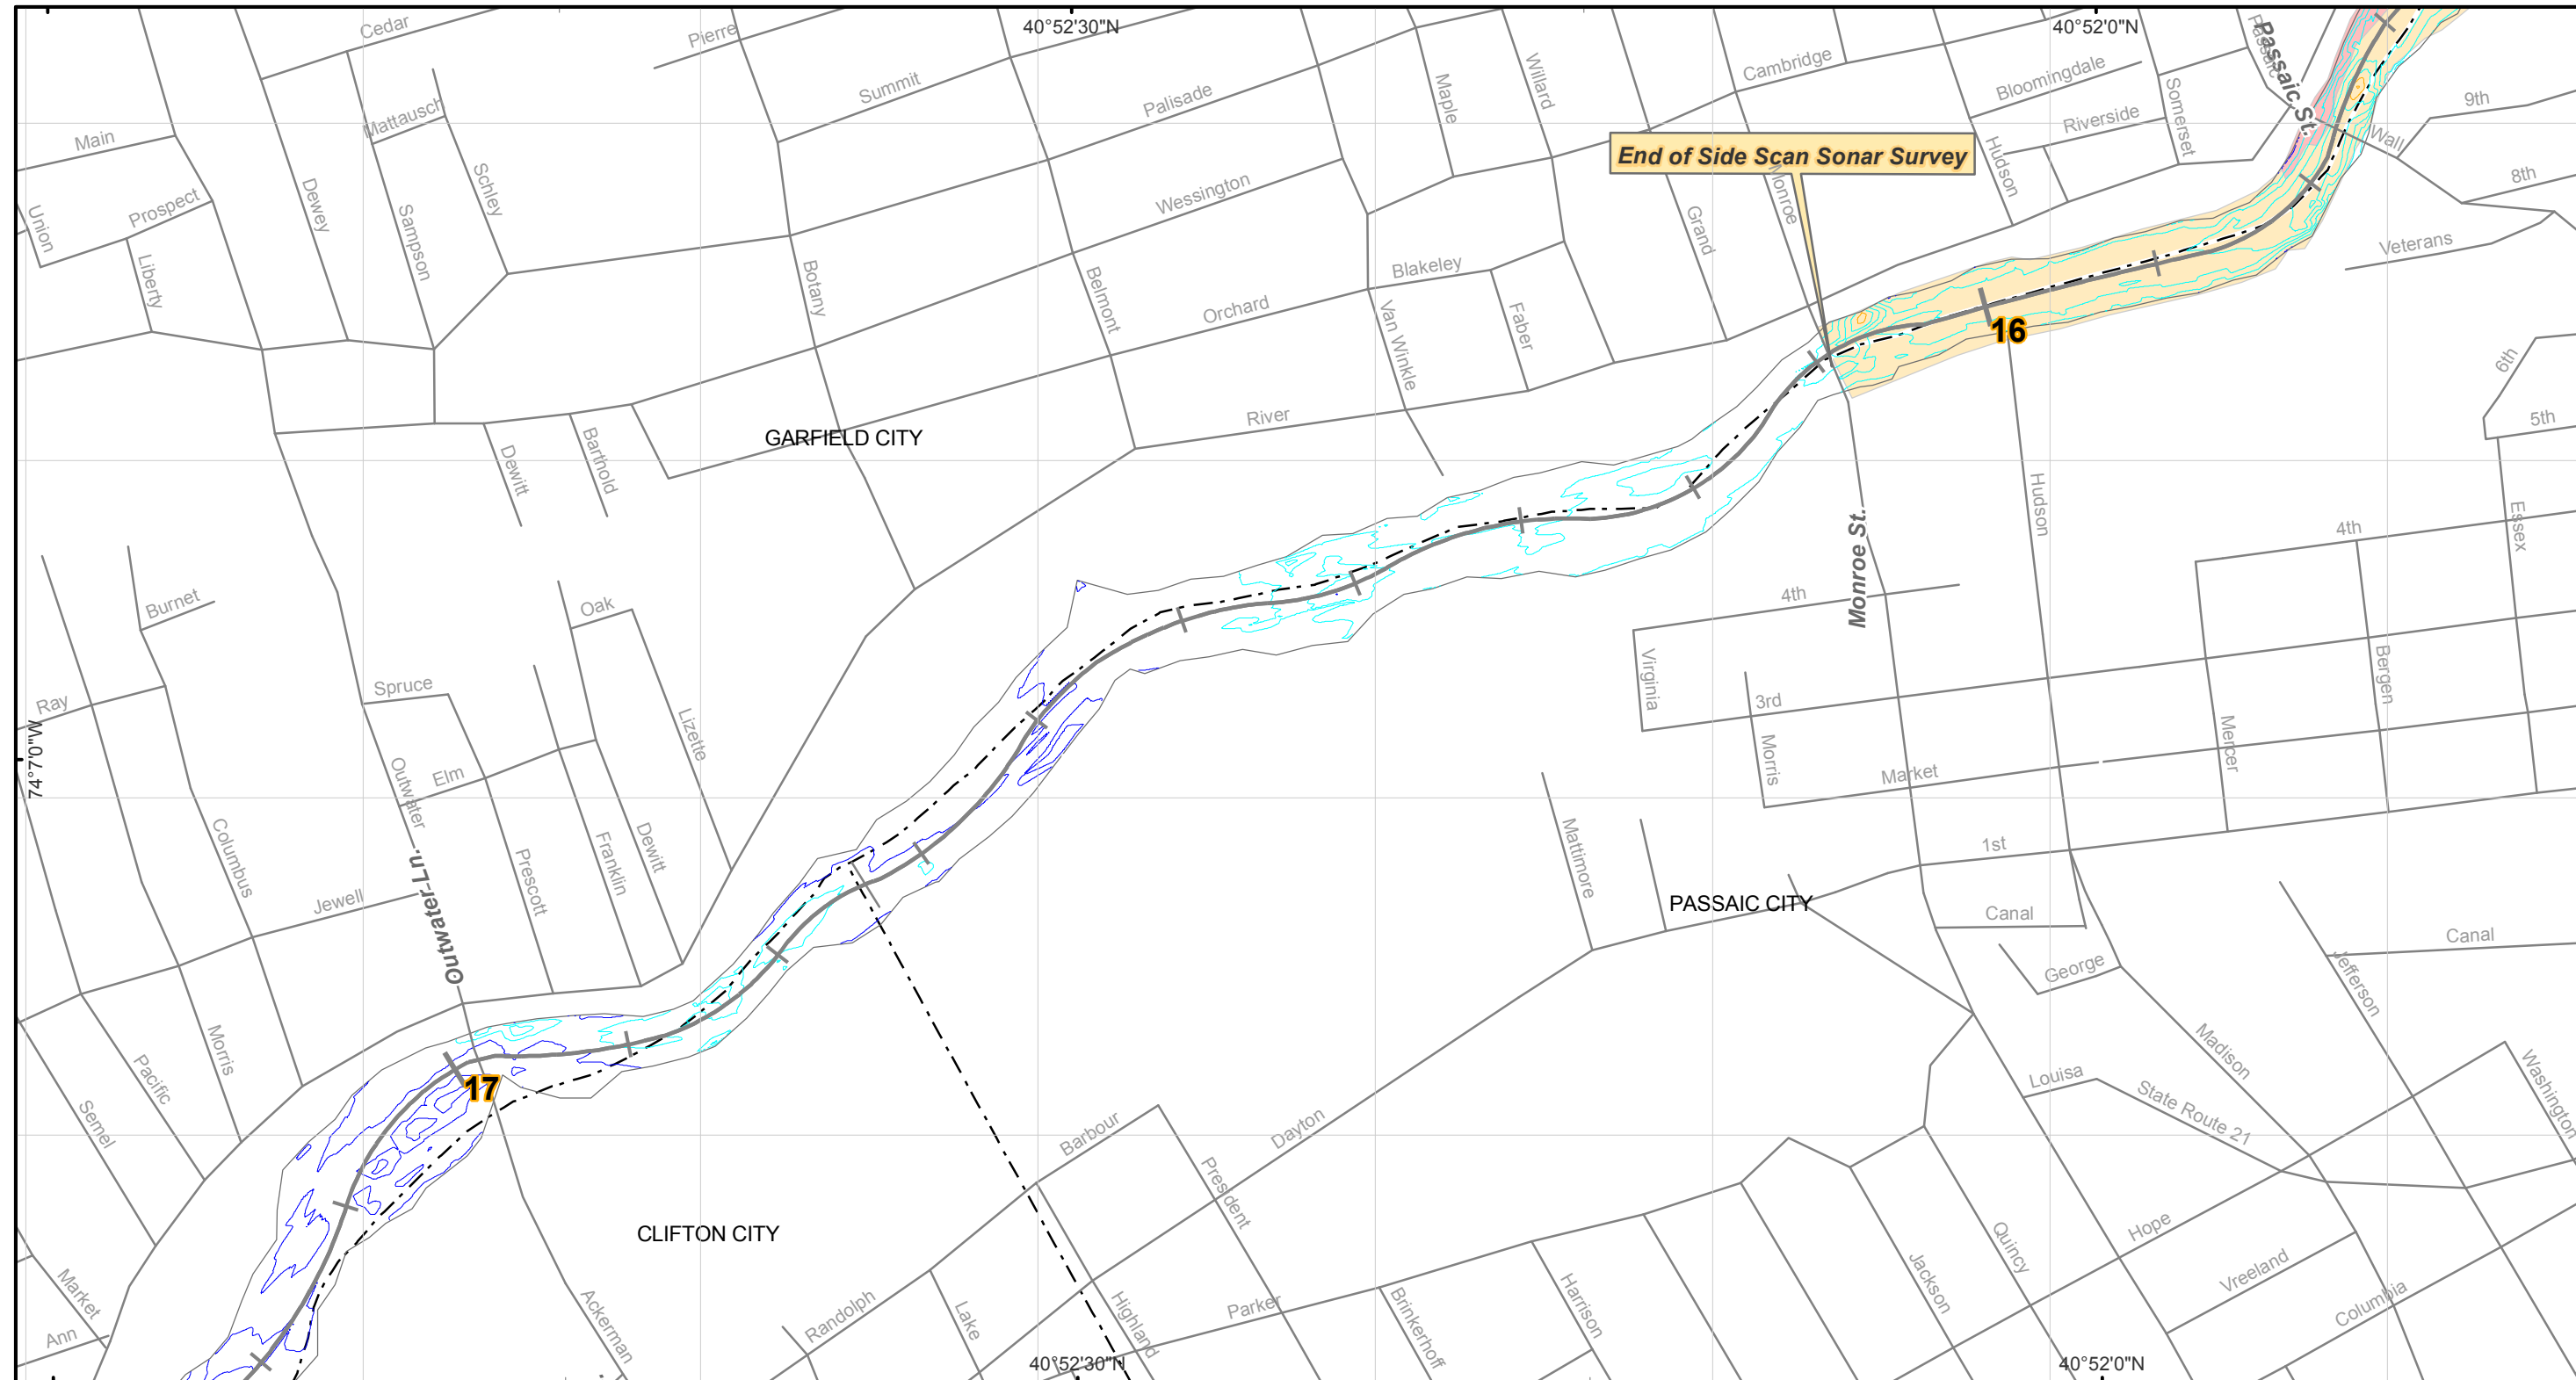 Cedar
Pierre
40°52'30"N
40°52'0"N
Passaic
Passaic St.
Summit
Palisade
Maple
Willard
Cambridge
Bloomingdale
Somerset
9th
Main
Mattausch
Schley
Riverside
Wall
Hudson
End of Side Scan Sonar Survey
8th
Union
Prospect
Dewey
Sampson
Wessington
Monroe
Grand
Veterans
Liberty
Botany
Belmont
Blakeley
Orchard
Van Winkle
Faber
16
6th
River
5th
GARFIELD CITY
Dewitt
Barthold
Hudson
Essex
4th
Monroe St.
Burnet
Oak
4th
Virginia
Bergen
Spruce
Ray
3rd
Lizette
Morris
Mercer
74°7'0"W
Outwater
Elm
Market
Columbus
Prescott
Franklin
Dewitt
Mattimore
1st
Outwater Ln.
Jewell
PASSAIC CITY
Canal
Canal
George
Jefferson
Morris
Pacific
Semel
17
Madison
Louisa
State Route 21
Washington
Barbour
Dayton
President
CLIFTON CITY
Hope
Quincy
Vreeland
Jackson
Columbia
Market
Ann
Ackerman
Randolph
Lake
Highland
Parker
Brinkerhoff
Harrison
40°52'30"N
40°52'0"N